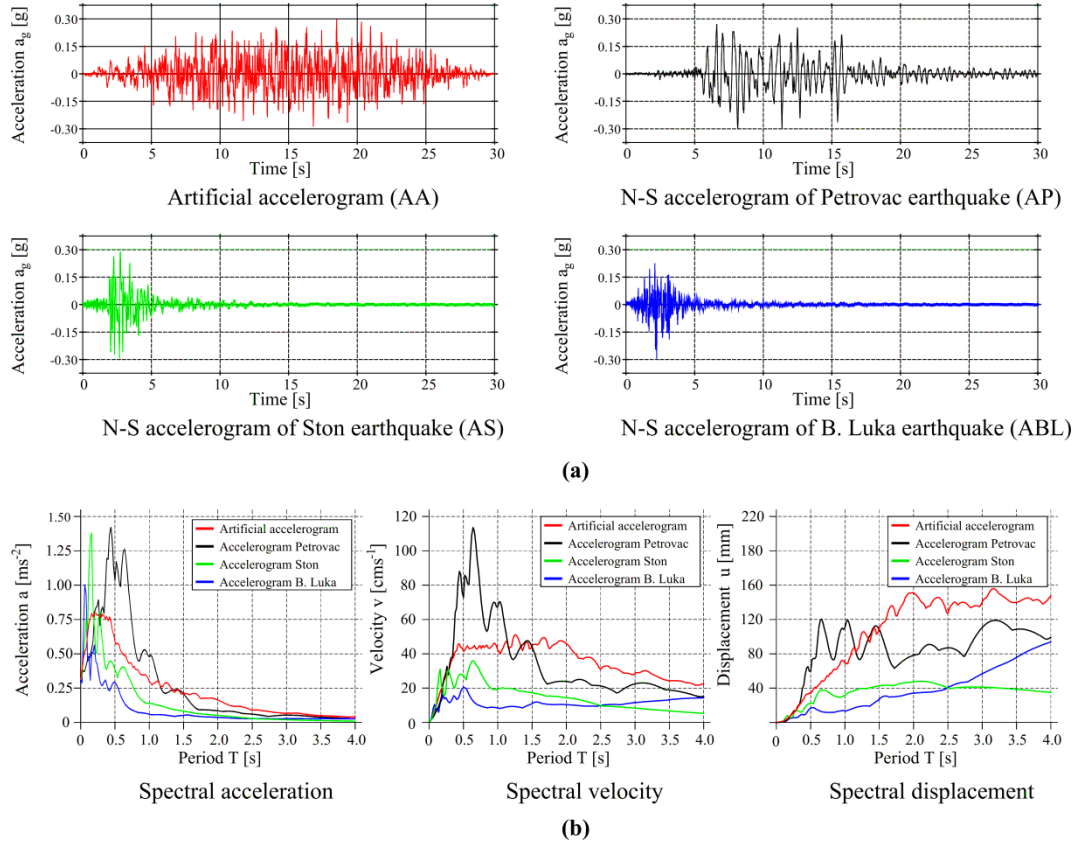 Acceleration a_g [g]
0.30
0.15
0
-0.15
-0.30
0 5 10 15 20 25 30
Time [s]
Artificial accelerogram (AA)
Acceleration a_g [g]
0.30
0.15
0
-0.15
-0.30
0 5 10 15 20 25 30
Time [s]
N-S accelerogram of Petrovac earthquake (AP)
Acceleration a_g [g]
0.30
0.15
0
-0.15
-0.30
0 5 10 15 20 25 30
Time [s]
N-S accelerogram of Ston earthquake (AS)
Acceleration a_g [g]
0.30
0.15
0
-0.15
-0.30
0 5 10 15 20 25 30
Time [s]
N-S accelerogram of B. Luka earthquake (ABL)
(a)
Acceleration a [ms⁻²]
1.50
1.25
1.00
0.75
0.50
0.25
0
Artificial accelerogram
Accelerogram Petrovac
Accelerogram Ston
Accelerogram B. Luka
0 0.5 1.0 1.5 2.0 2.5 3.0 3.5 4.0
Period T [s]
Spectral acceleration
Velocity v [cms⁻¹]
120
100
80
60
40
20
0
Artificial accelerogram
Accelerogram Petrovac
Accelerogram Ston
Accelerogram B. Luka
0 0.5 1.0 1.5 2.0 2.5 3.0 3.5 4.0
Period T [s]
Spectral velocity
Displacement u [mm]
240
200
160
120
80
40
0
Artificial accelerogram
Accelerogram Petrovac
Accelerogram Ston
Accelerogram B. Luka
0 0.5 1.0 1.5 2.0 2.5 3.0 3.5 4.0
Period T [s]
Spectral displacement
(b)